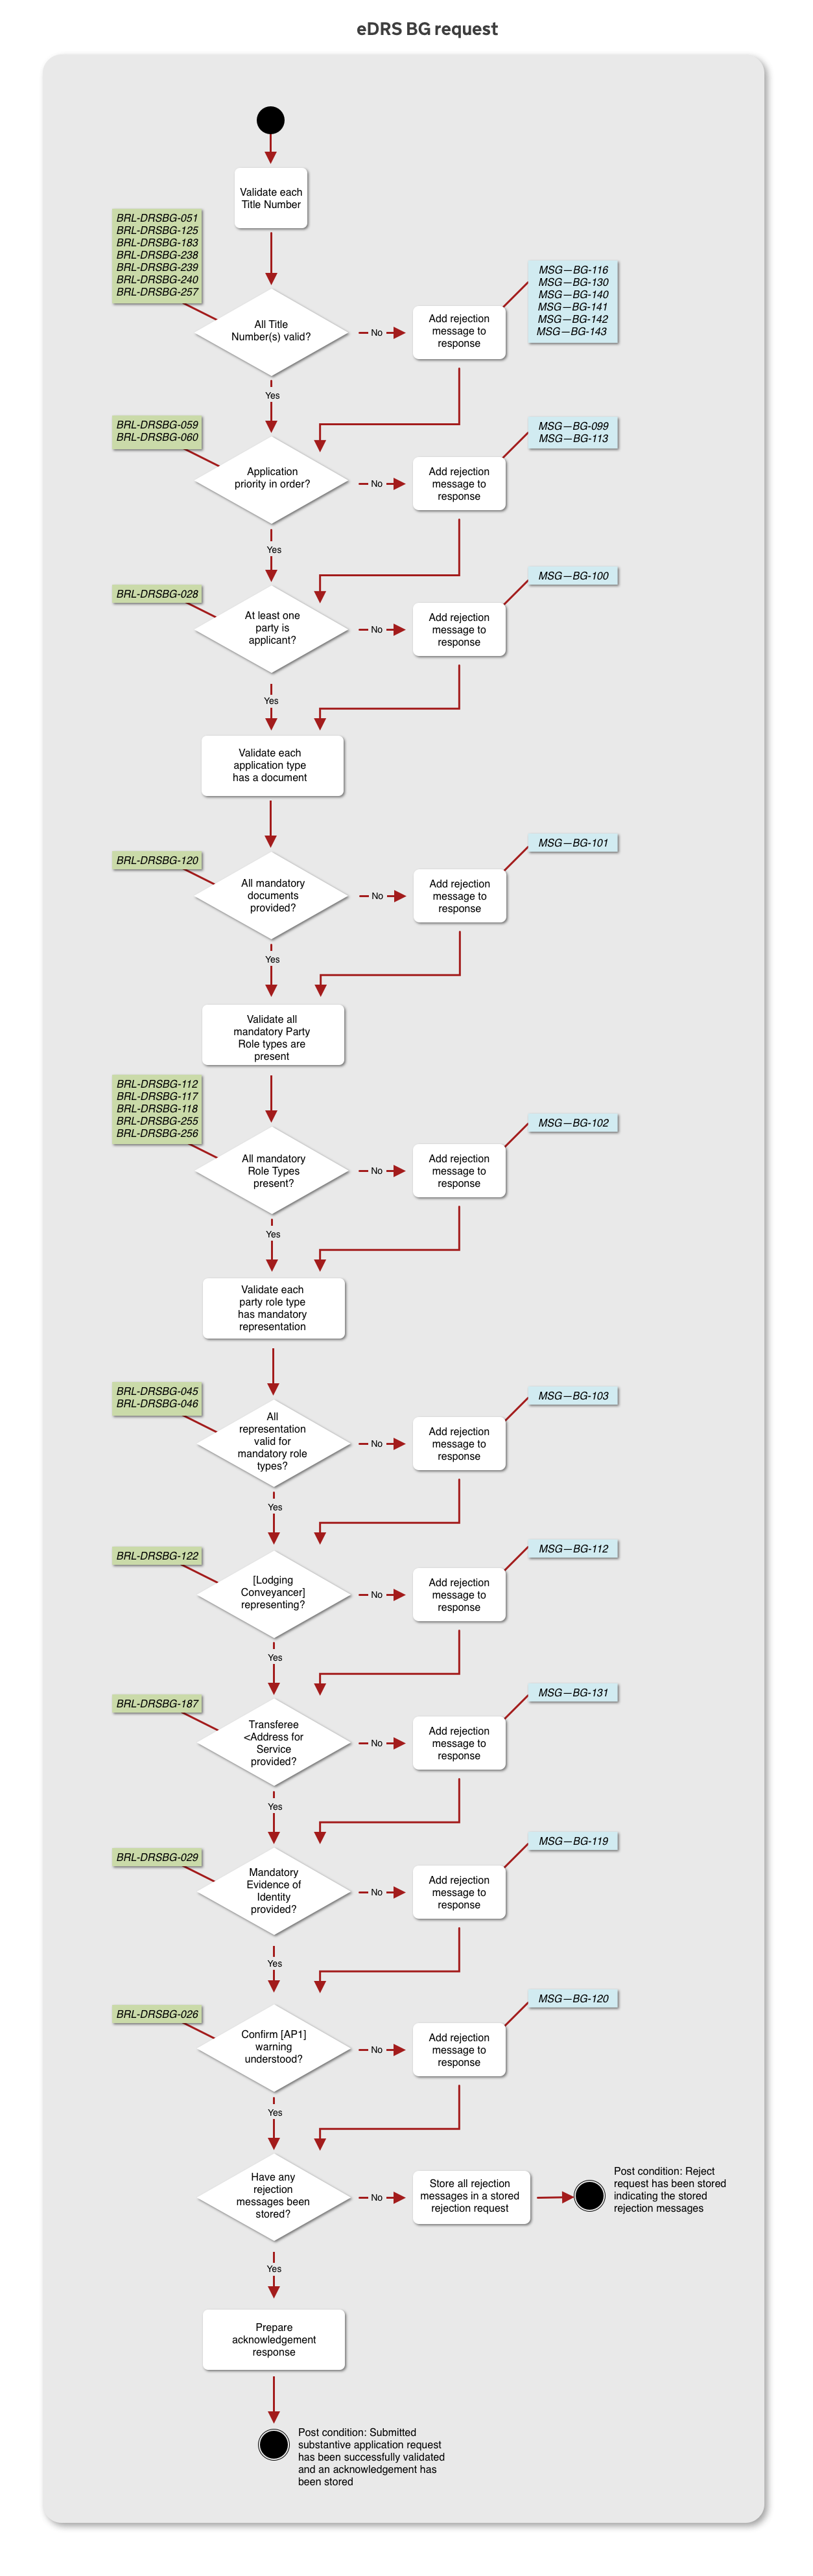 eDRS BG request
Validate each
Title Number
BRL-DRSBG-051
BRL-DRSBG-125
BRL-DRSBG-183
BRL-DRSBG-238
BRL-DRSBG-239
BRL-DRSBG-240
BRL-DRSBG-257
All Title
Number(s) valid?
No
Add rejection
message to
response
MSG—BG-116
MSG—BG-130
MSG—BG-140
MSG—BG-141
MSG—BG-142
MSG—BG-143
Yes
BRL-DRSBG-059
BRL-DRSBG-060
Application
priority in order?
No
Add rejection
message to
response
MSG—BG-099
MSG—BG-113
Yes
BRL-DRSBG-028
At least one
party is
applicant?
No
Add rejection
message to
response
MSG—BG-100
Yes
Validate each
application type
has a document
BRL-DRSBG-120
All mandatory
documents
provided?
No
Add rejection
message to
response
MSG—BG-101
Yes
Validate all
mandatory Party
Role types are
present
BRL-DRSBG-112
BRL-DRSBG-117
BRL-DRSBG-118
BRL-DRSBG-255
BRL-DRSBG-256
All mandatory
Role Types
present?
No
Add rejection
message to
response
MSG—BG-102
Yes
Validate each
party role type
has mandatory
representation
BRL-DRSBG-045
BRL-DRSBG-046
All
representation
valid for
mandatory role
types?
No
Add rejection
message to
response
MSG—BG-103
Yes
BRL-DRSBG-122
[Lodging
Conveyancer]
representing?
No
Add rejection
message to
response
MSG—BG-112
Yes
BRL-DRSBG-187
Transferee
<Address for
Service
provided?
No
Add rejection
message to
response
MSG—BG-131
Yes
BRL-DRSBG-029
Mandatory
Evidence of
Identity
provided?
No
Add rejection
message to
response
MSG—BG-119
Yes
BRL-DRSBG-026
Confirm [AP1]
warning
understood?
No
Add rejection
message to
response
MSG—BG-120
Yes
Have any
rejection
messages been
stored?
No
Store all rejection
messages in a stored
rejection request
Post condition: Reject
request has been stored
indicating the stored
rejection messages
Yes
Prepare
acknowledgement
response
Post condition: Submitted
substantive application request
has been successfully validated
and an acknowledgement has
been stored